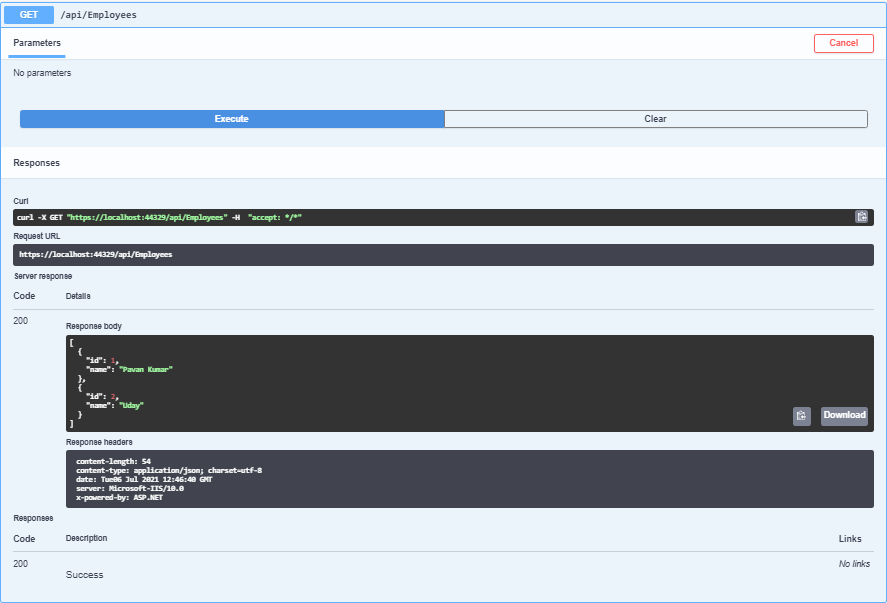 GET /api/Employees
Parameters Cancel
No parameters
Execute Clear
Responses
Curl
curl -X GET "https://localhost:44329/api/Employees" -H "accept: */*"
Request URL
https://localhost:44329/api/Employees
Server response
Code Details
200
Response body
[
{
"id": 1,
"name": "Pavan Kumar"
},
{
"id": 2,
"name": "Uday"
}
]
Download
Response headers
content-length: 54
content-type: application/json; charset=utf-8
date: Tue06 Jul 2021 12:46:40 GMT
server: Microsoft-IIS/10.0
x-powered-by: ASP.NET
Responses
Code Description Links
200 No links
Success